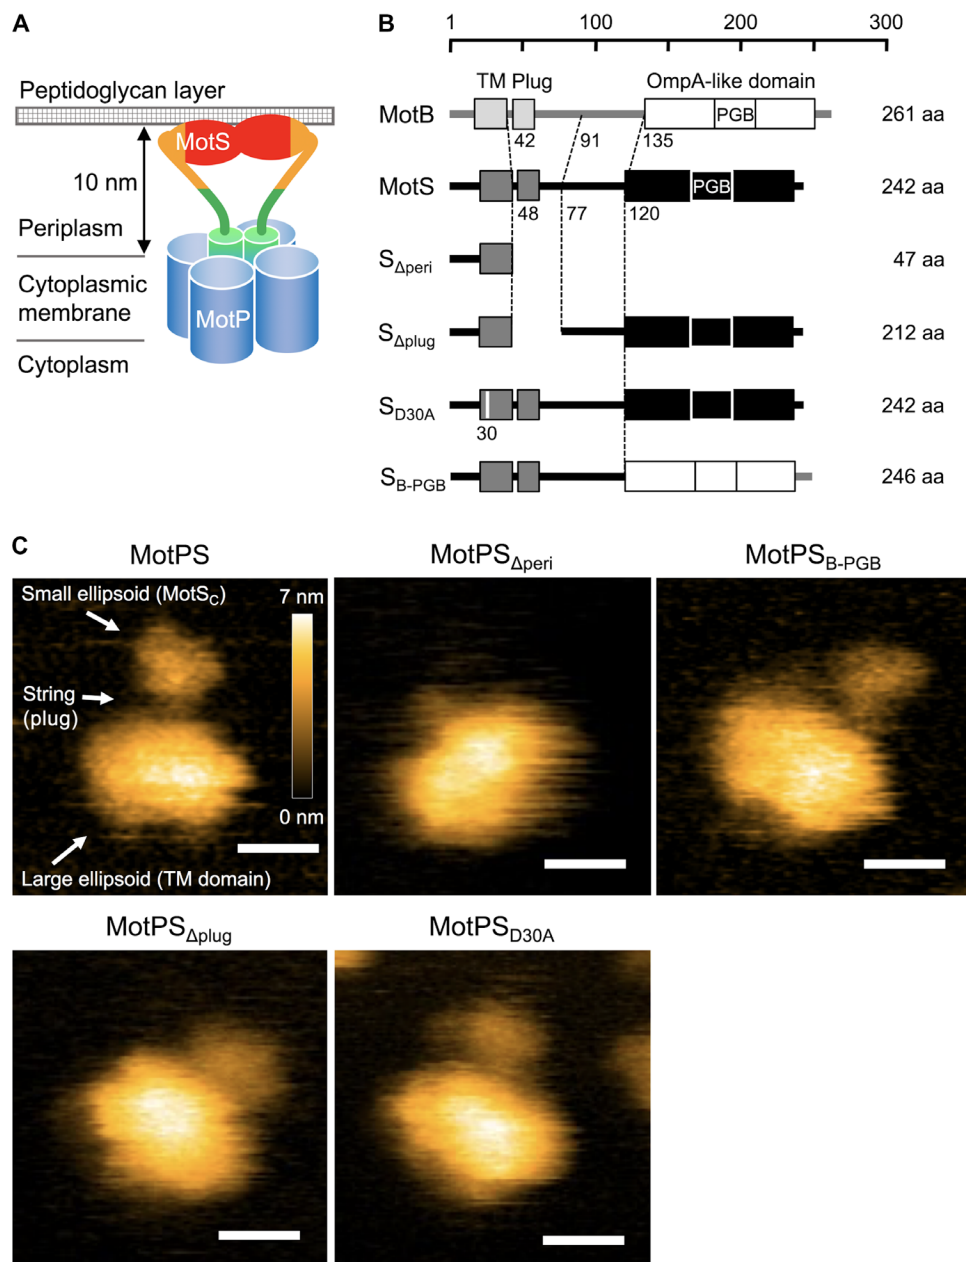 A
Peptidoglycan layer
MotS
10 nm
Periplasm
Cytoplasmic
membrane
MotP
Cytoplasm
B
1 100 200 300
TM Plug OmpA-like domain
MotB PGB 261 aa
42 91 135
MotS PGB 242 aa
48 77 120
SΔperi 47 aa
SΔplug 212 aa
SD30A 242 aa
30
SB-PGB 246 aa
C
MotPS
Small ellipsoid (MotSC)
7 nm
String
(plug)
0 nm
Large ellipsoid (TM domain)
MotPSΔperi
MotPSB-PGB
MotPSΔplug
MotPSD30A